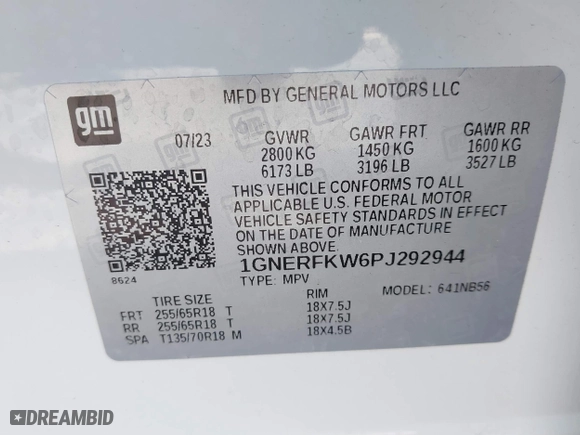 gm
MFD BY GENERAL MOTORS LLC
07/23 GVWR GAWR FRT GAWR RR
2800 KG 1450 KG 1600 KG
6173 LB 3196 LB 3527 LB
THIS VEHICLE CONFORMS TO ALL
APPLICABLE U.S. FEDERAL MOTOR
VEHICLE SAFETY STANDARDS IN EFFECT
ON THE DATE OF MANUFACTURE
SHOWN ABOVE.
1GNERFKW6PJ292944
8624
TYPE: MPV MODEL: 641NB56
TIRE SIZE RIM
FRT 255/65R18 T 18X7.5J
RR 255/65R18 T 18X7.5J
SPA T135/70R18 M 18X4.5B
DREAMBID